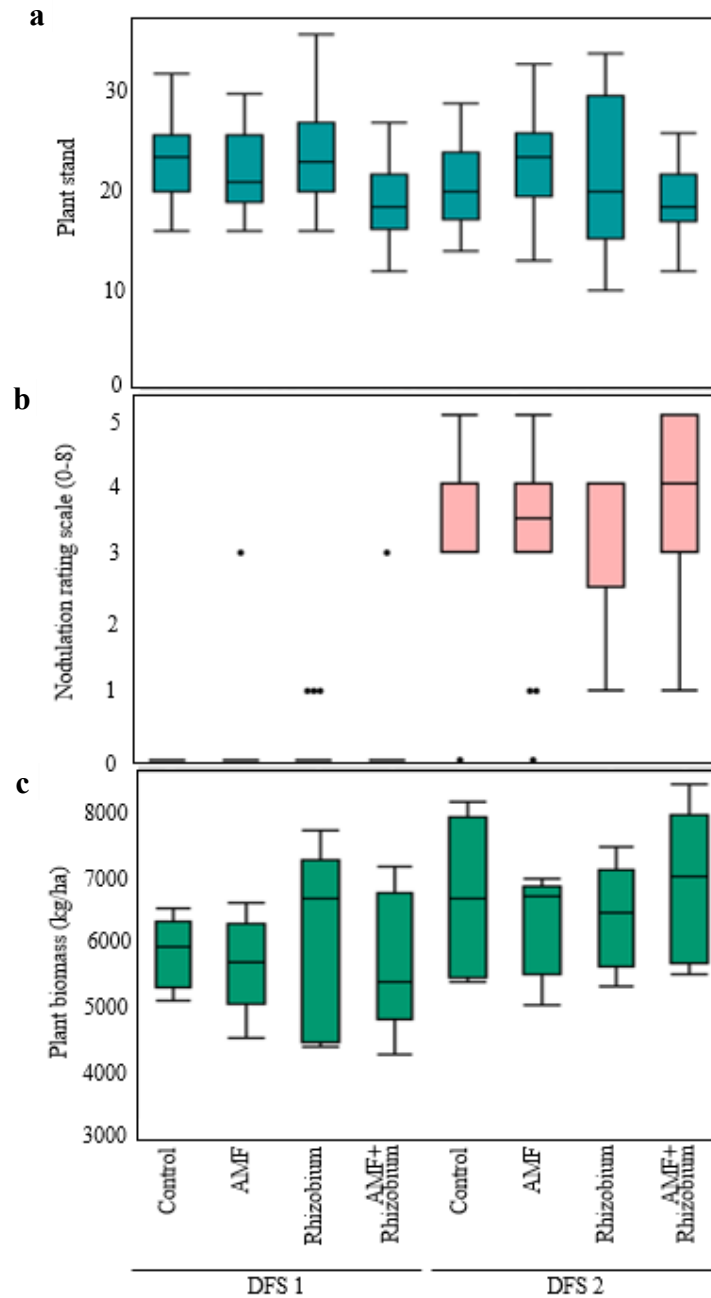 a
Plant stand
30
20
10
0
b
Nodulation rating scale (0-8)
5
4
3
2
1
0
c
Plant biomass (kg/ha)
8000
7000
6000
5000
4000
3000
Control
AMF
Rhizobium
AMF+
Rhizobium
Control
AMF
Rhizobium
AMF+
Rhizobium
DFS 1
DFS 2